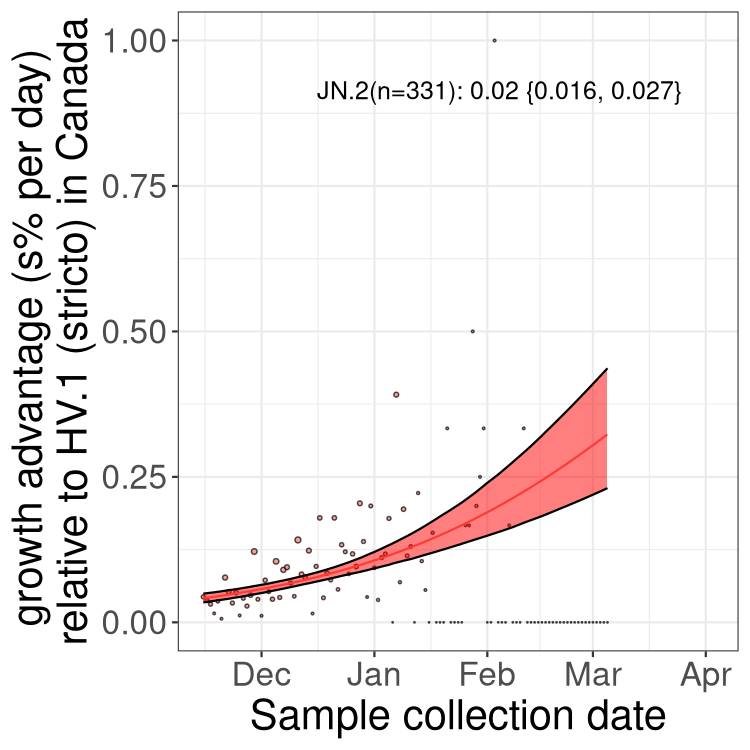 growth advantage (s% per day)
relative to HV.1 (stricto) in Canada
1.00
0.75
0.50
0.25
0.00
JN.2(n=331): 0.02 {0.016, 0.027}
Dec Jan Feb Mar Apr
Sample collection date